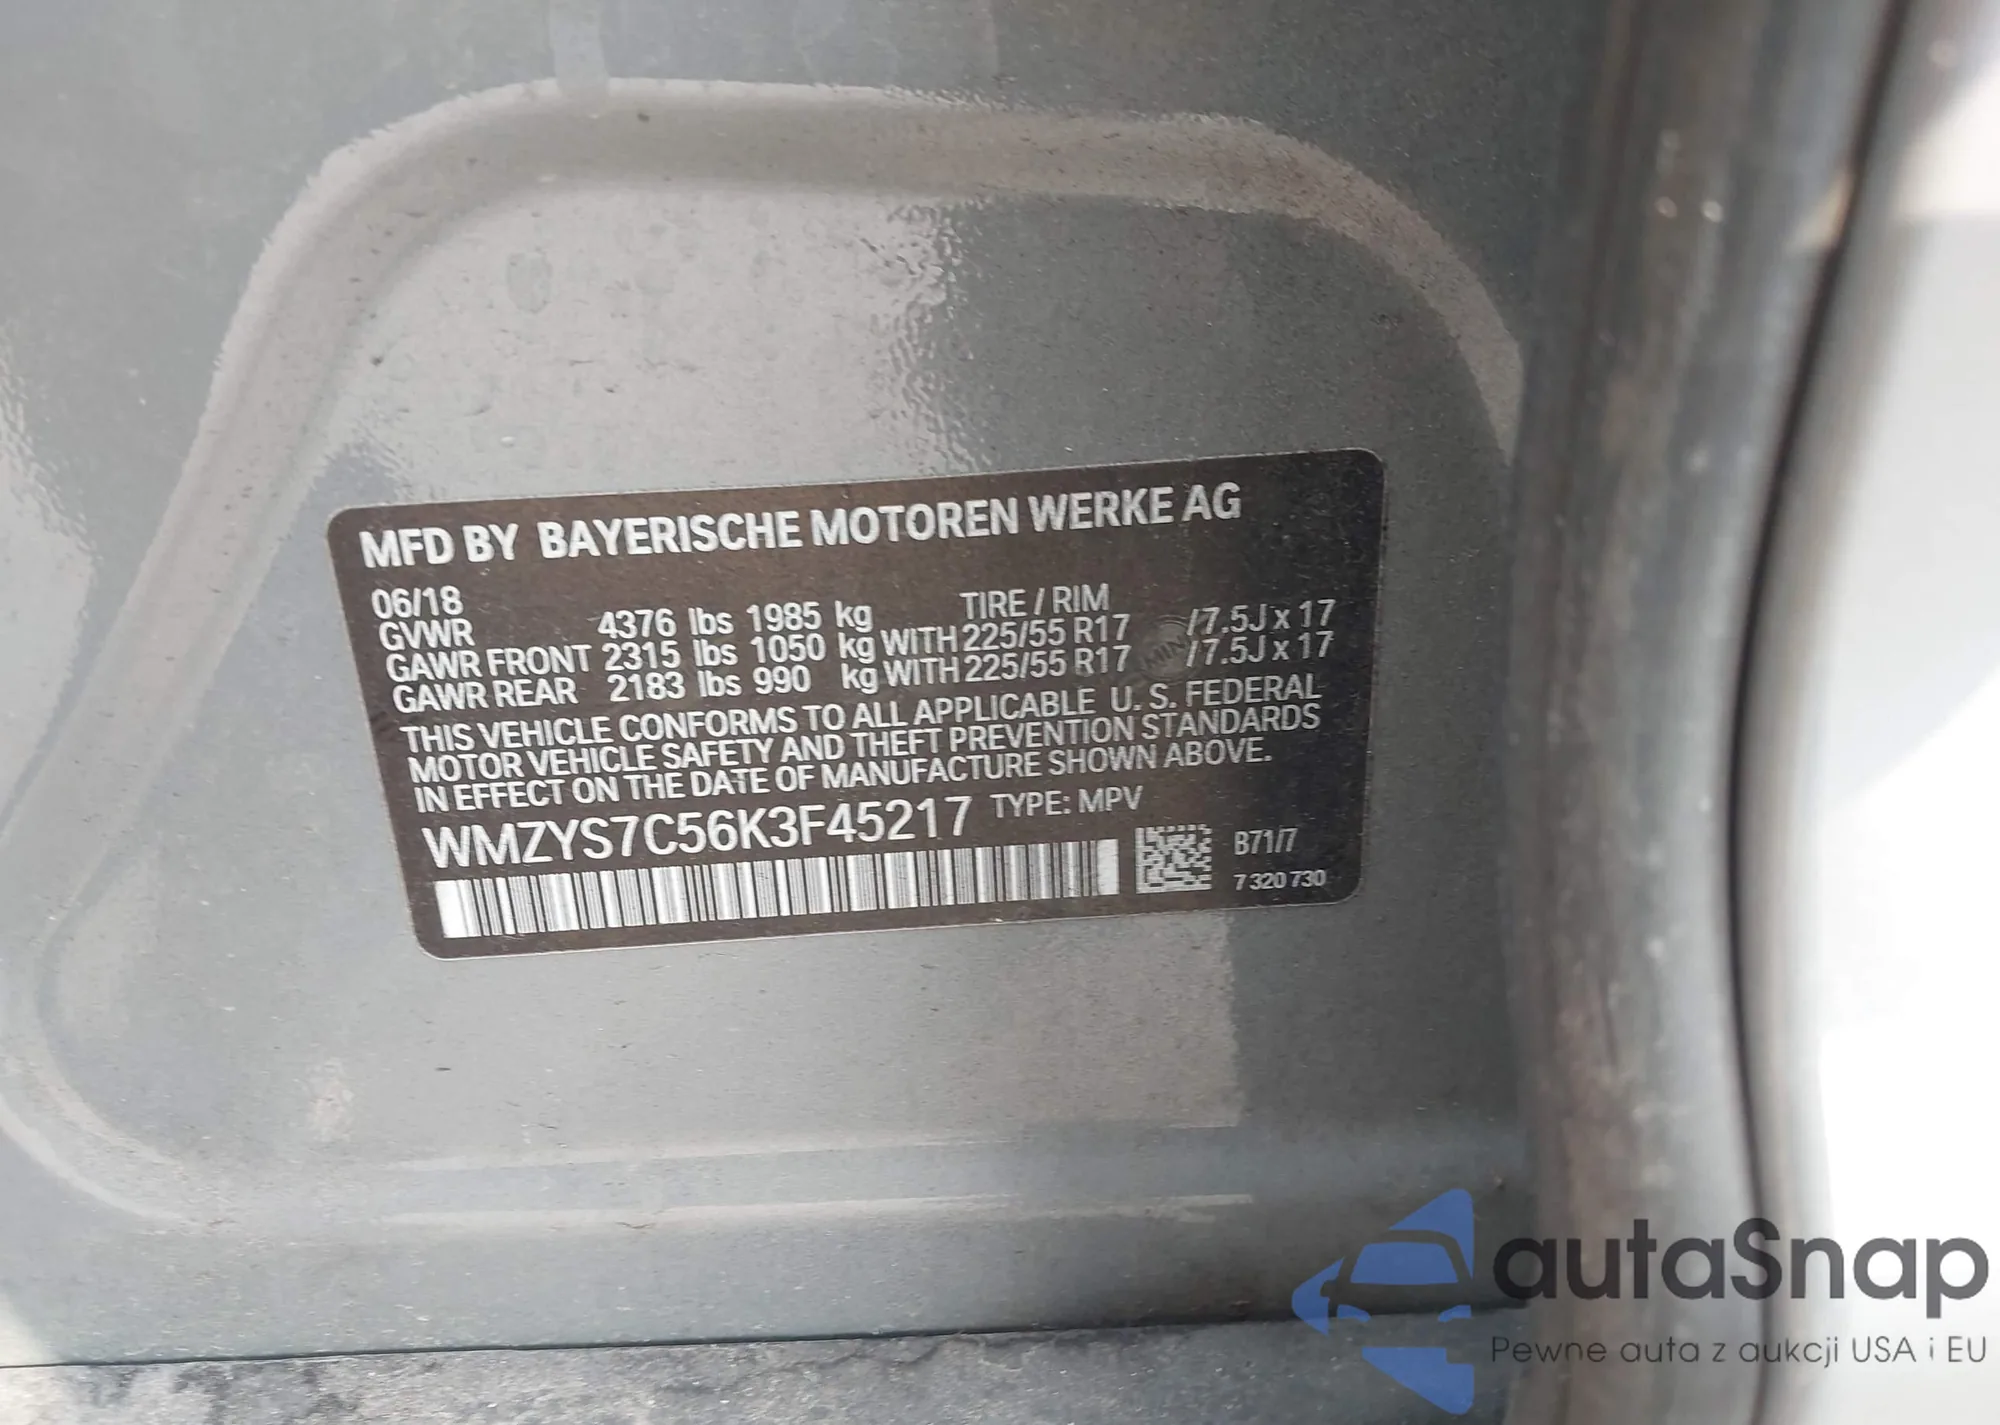 MFD BY BAYERISCHE MOTOREN WERKE AG
06/18 TIRE / RIM
GVWR 4376 lbs 1985 kg
GAWR FRONT 2315 lbs 1050 kg WITH 225/55 R17 /7.5J x 17
GAWR REAR 2183 lbs 990 kg WITH 225/55 R17 /7.5J x 17
THIS VEHICLE CONFORMS TO ALL APPLICABLE U. S. FEDERAL
MOTOR VEHICLE SAFETY AND THEFT PREVENTION STANDARDS
IN EFFECT ON THE DATE OF MANUFACTURE SHOWN ABOVE.
WMZYS7C56K3F45217 TYPE: MPV
B71/7
7 320 730
MINI
autaSnap
Pewne auta z aukcji USA i EU